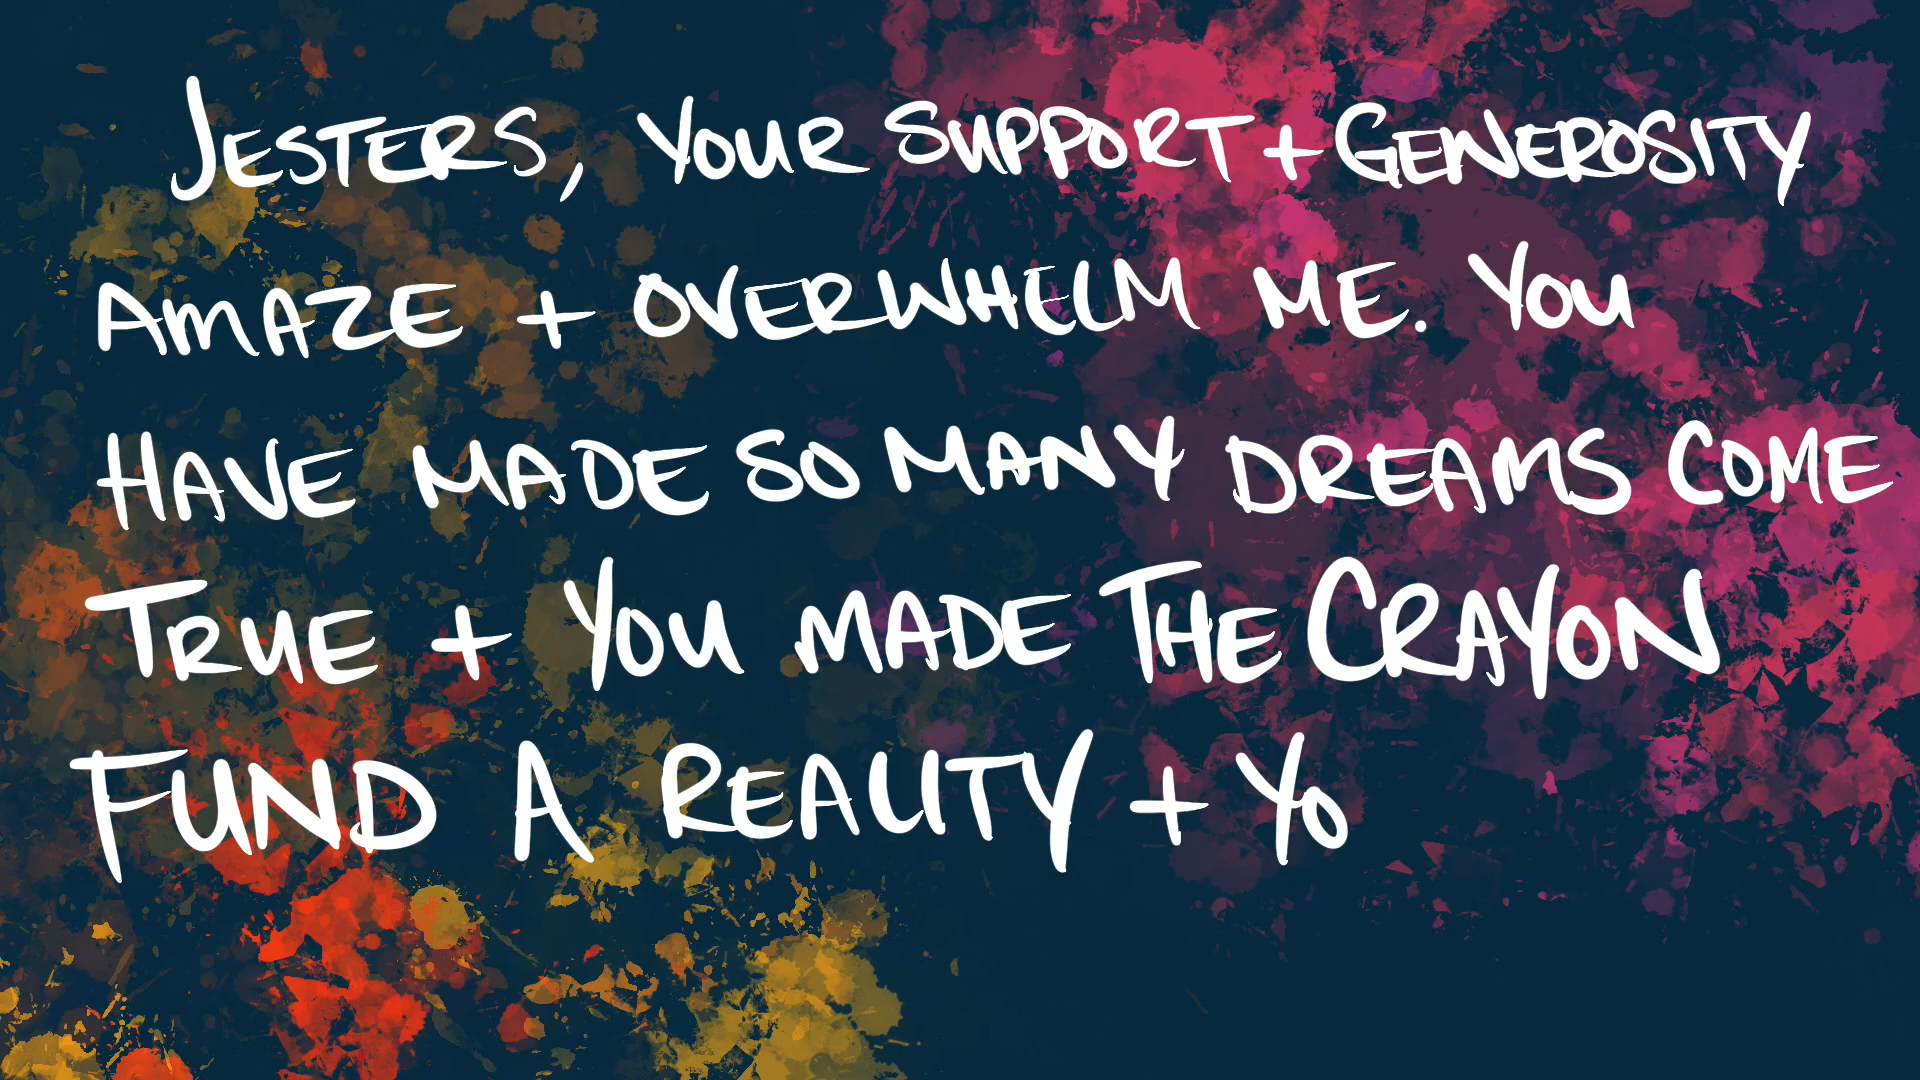 JESTERS, YOUR SUPPORT + GENEROSITY
AMAZE + OVERWHELM ME. YOU
HAVE MADE SO MANY DREAMS COME
TRUE + YOU MADE THE CRAYON
FUND A REALITY + YO